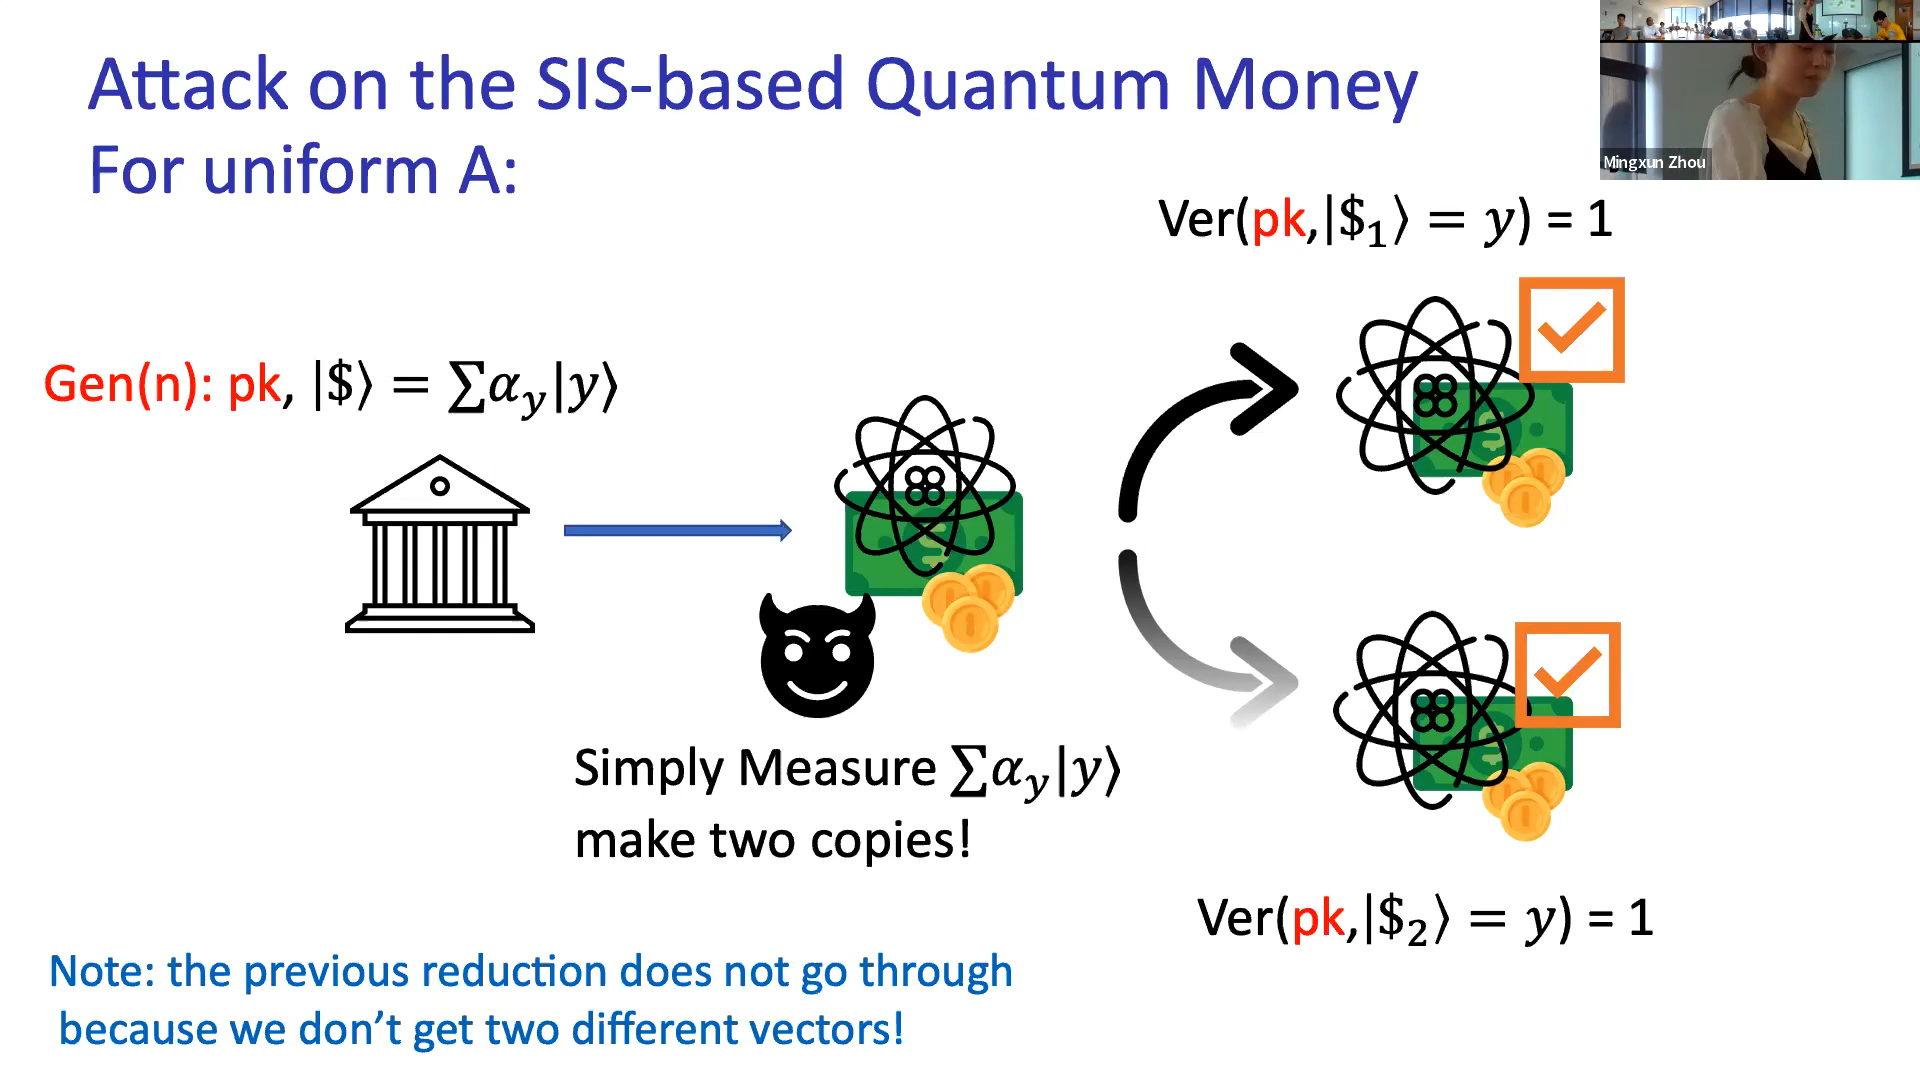 Attack on the SIS-based Quantum Money
For uniform A:
Mingxun Zhou
Ver(pk,|$₁⟩ = y) = 1
Gen(n): pk, |$⟩ = ∑α_y|y⟩
Simply Measure ∑α_y|y⟩
make two copies!
Ver(pk,|$₂⟩ = y) = 1
Note: the previous reduction does not go through
because we don’t get two different vectors!